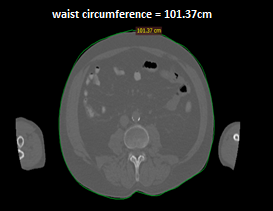 waist circumference = 101.37cm
101.37 cm